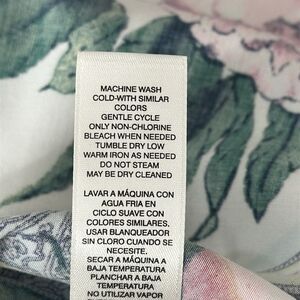 MACHINE WASH
COLD-WITH SIMILAR
COLORS
GENTLE CYCLE
ONLY NON-CHLORINE
BLEACH WHEN NEEDED
TUMBLE DRY LOW
WARM IRON AS NEEDED
DO NOT STEAM
MAY BE DRY CLEANED
LAVAR A MÁQUINA CON
AGUA FRIA EN
CICLO SUAVE CON
COLORES SIMILARES.
USAR BLANQUEADOR
SIN CLORO CUANDO SE
NECESITE.
SECAR A MÁQUINA A
BAJA TEMPERATURA
PLANCHAR A BAJA
TEMPERATURA
NO UTILIZAR VAPOR